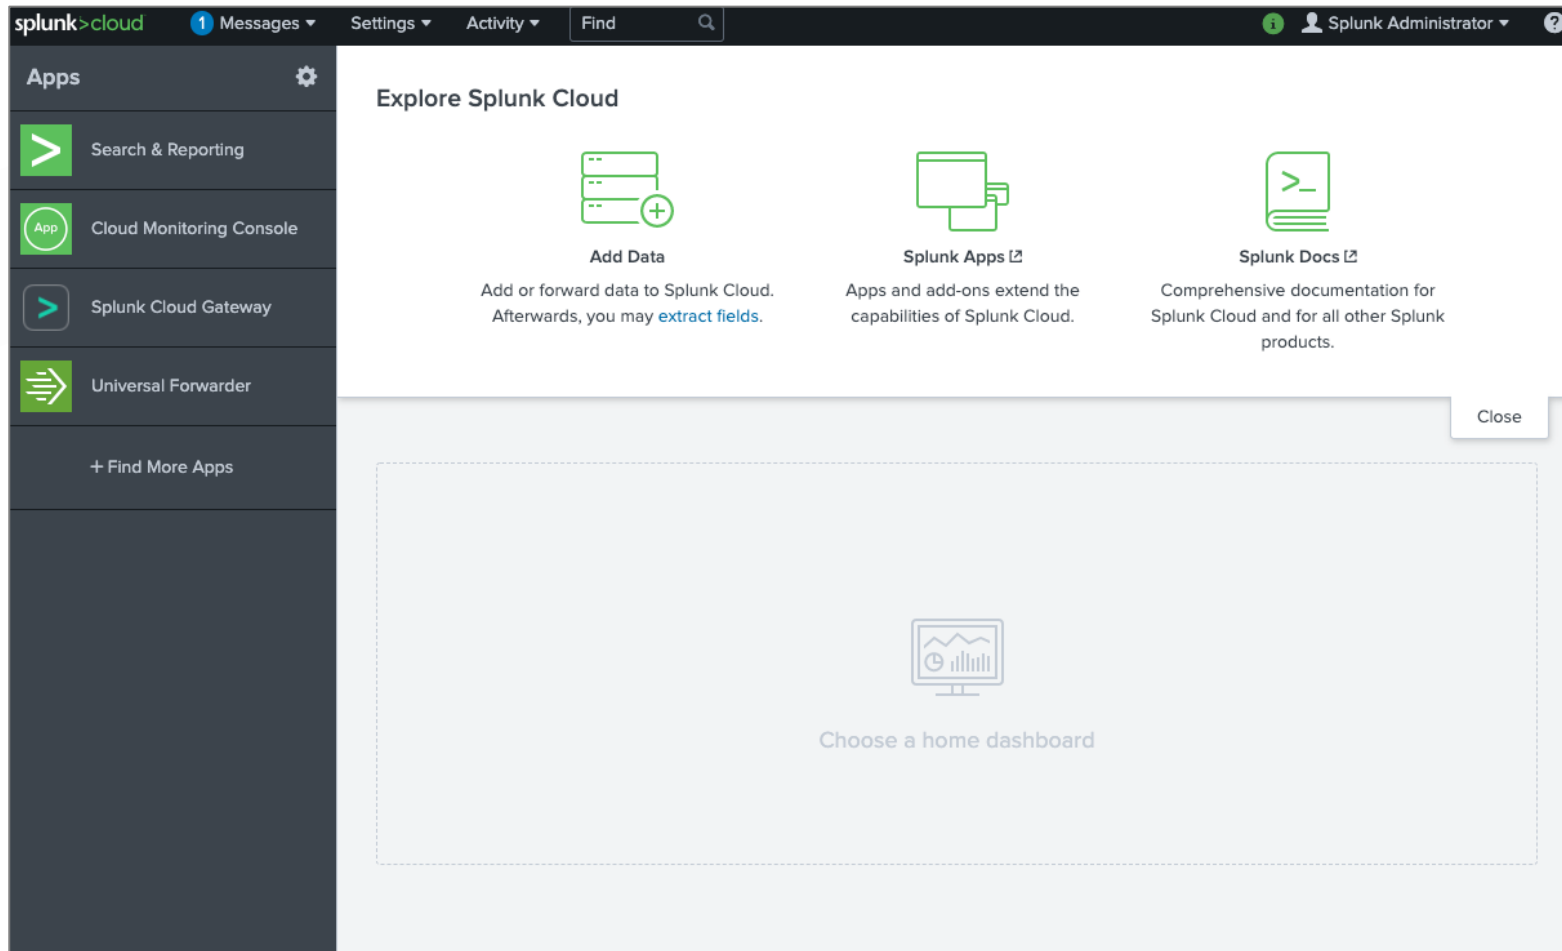 splunk>cloud 1 Messages Settings Activity Find i Splunk Administrator ?
Apps
Search & Reporting
App Cloud Monitoring Console
Splunk Cloud Gateway
Universal Forwarder
+ Find More Apps
Explore Splunk Cloud
Add Data
Add or forward data to Splunk Cloud.
Afterwards, you may extract fields.
Splunk Apps
Apps and add-ons extend the
capabilities of Splunk Cloud.
Splunk Docs
Comprehensive documentation for
Splunk Cloud and for all other Splunk
products.
Close
Choose a home dashboard